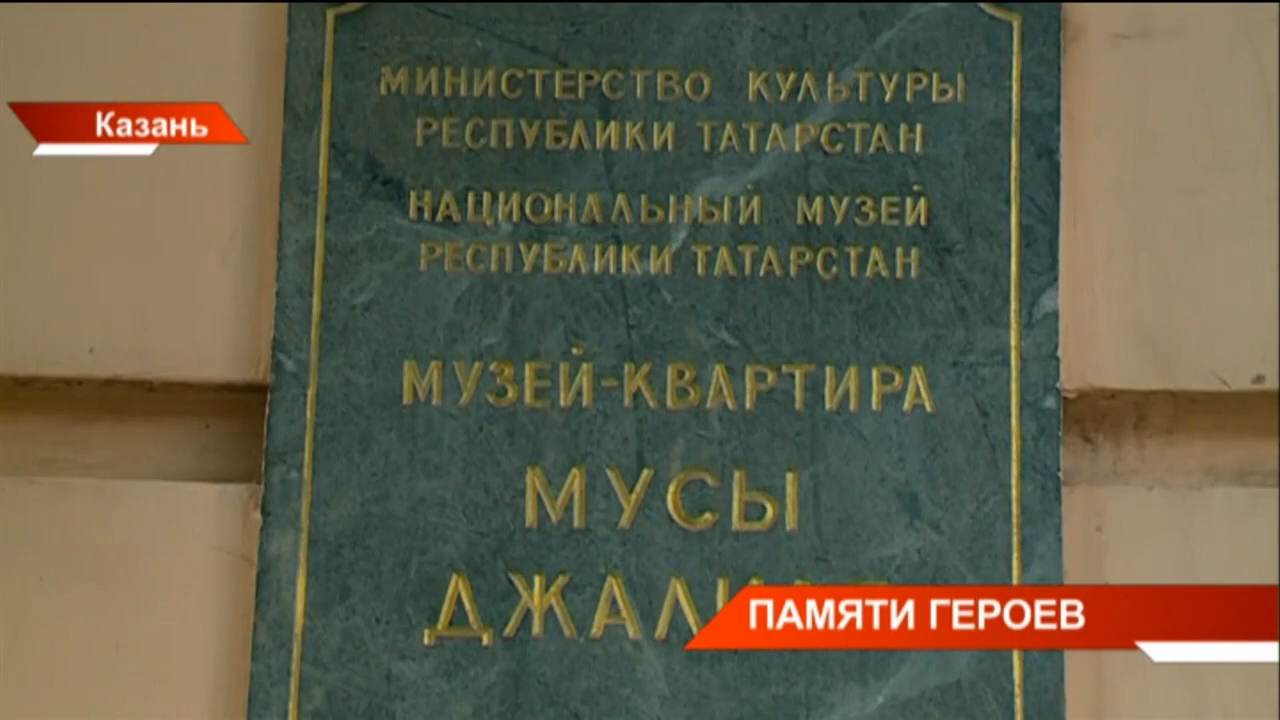 МИНИСТЕРСТВО КУЛЬТУРЫ
Казань
РЕСПУБЛИКИ ТАТАРСТАН
НАЦИОНАЛЬНЫЙ МУЗЕЙ
РЕСПУБЛИКИ ТАТАРСТАН
МУЗЕЙ-КВАРТИРА
МУСЫ
ПАМЯТИ ГЕРОЕВ